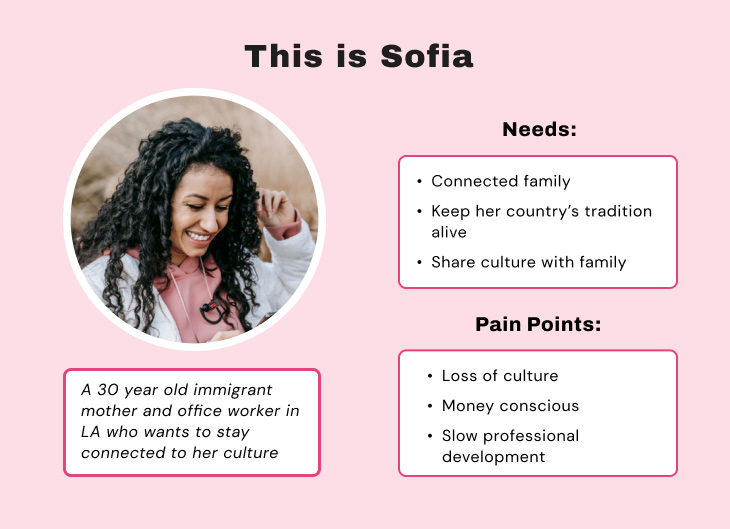 This is Sofia
A 30 year old immigrant
mother and office worker in
LA who wants to stay
connected to her culture
Needs:
• Connected family
• Keep her country’s tradition
alive
• Share culture with family
Pain Points:
• Loss of culture
• Money conscious
• Slow professional
development